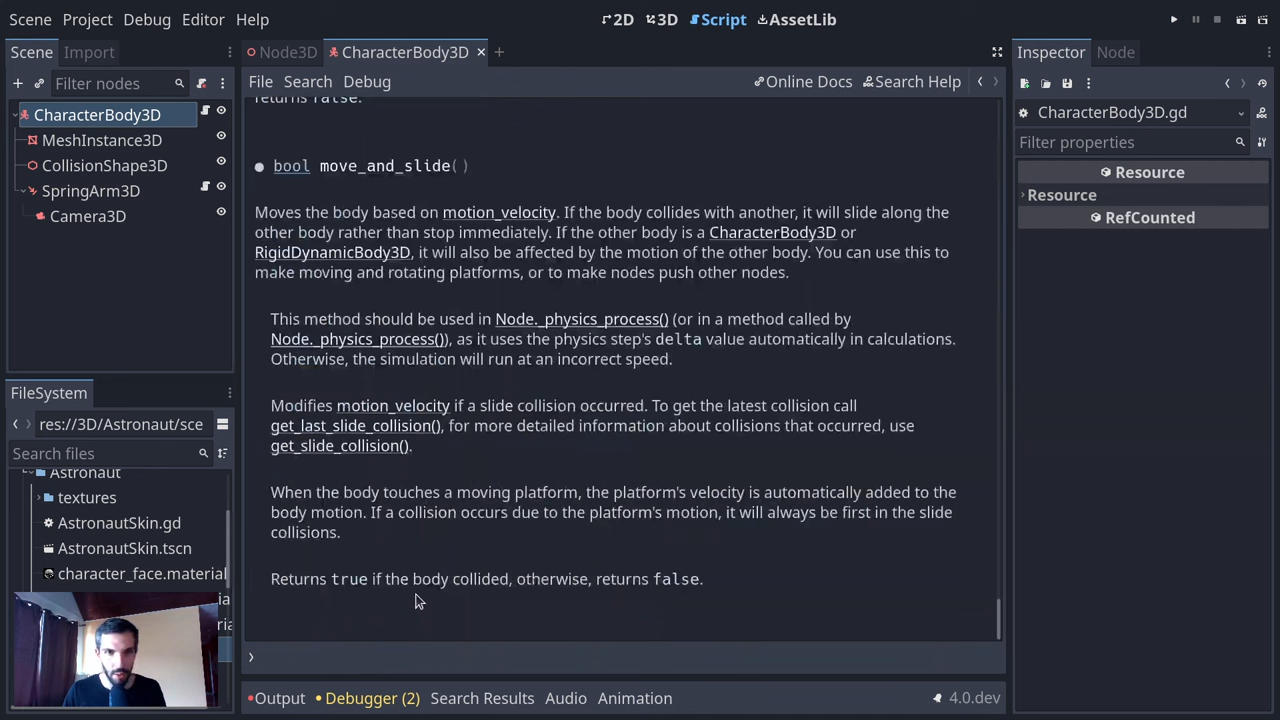 Scene Project Debug Editor Help
2D 3D Script AssetLib
Scene Import
Filter nodes
CharacterBody3D
MeshInstance3D
CollisionShape3D
SpringArm3D
Camera3D
FileSystem
res://3D/Astronaut/sce
Search files
Astronaut
textures
AstronautSkin.gd
AstronautSkin.tscn
character_face.material
Node3D CharacterBody3D
File Search Debug
Online Docs Search Help
returns false.
bool move_and_slide()
Moves the body based on motion_velocity. If the body collides with another, it will slide along the
other body rather than stop immediately. If the other body is a CharacterBody3D or
RigidDynamicBody3D, it will also be affected by the motion of the other body. You can use this to
make moving and rotating platforms, or to make nodes push other nodes.
This method should be used in Node._physics_process() (or in a method called by
Node._physics_process()), as it uses the physics step's delta value automatically in calculations.
Otherwise, the simulation will run at an incorrect speed.
Modifies motion_velocity if a slide collision occurred. To get the latest collision call
get_last_slide_collision(), for more detailed information about collisions that occurred, use
get_slide_collision().
When the body touches a moving platform, the platform's velocity is automatically added to the
body motion. If a collision occurs due to the platform's motion, it will always be first in the slide
collisions.
Returns true if the body collided, otherwise, returns false.
Output Debugger (2) Search Results Audio Animation
4.0.dev
Inspector Node
CharacterBody3D.gd
Filter properties
Resource
Resource
RefCounted